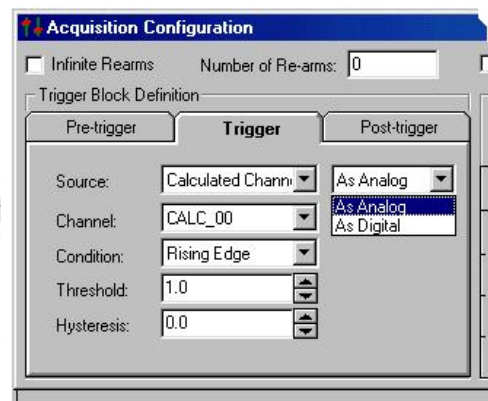 Acquisition Configuration
Infinite Rearms Number of Re-arms: 0
Trigger Block Definition
Pre-trigger Trigger Post-trigger
Source: Calculated Chann As Analog
As Analog
Channel: CALC_00
As Digital
Condition: Rising Edge
Threshold: 1.0
Hysteresis: 0.0